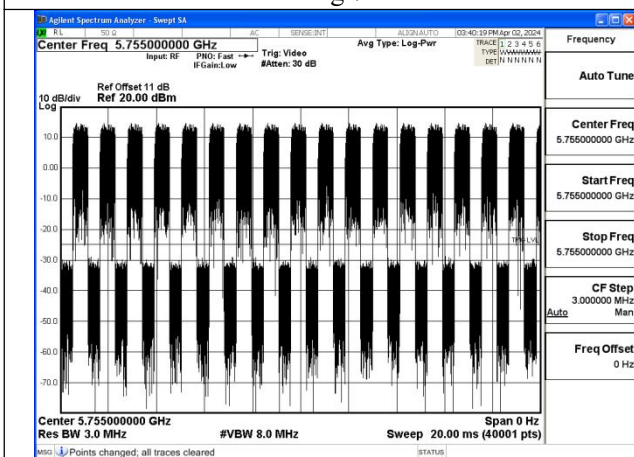 Agilent Spectrum Analyzer - Swept SA
RL 50 Ω AC SENSE:INT ALIGNAUTO 03:40:19 PM Apr 02, 2024
Center Freq 5.755000000 GHz
Input: RF PNO: Fast Trig: Video Avg Type: Log-Pwr TRACE 1 2 3 4 5 6
IFGain:Low #Atten: 30 dB TYPE
DET N N N N N N
Frequency
Auto Tune
Ref Offset 11 dB
10 dB/div Ref 20.00 dBm
Log
10.0
0.00
-10.0
-20.0
-30.0
-40.0
-50.0
-60.0
-70.0
TRIG LVL
Center Freq
5.755000000 GHz
Start Freq
5.755000000 GHz
Stop Freq
5.755000000 GHz
CF Step
3.000000 MHz
Auto Man
Freq Offset
0 Hz
Center 5.755000000 GHz Span 0 Hz
Res BW 3.0 MHz #VBW 8.0 MHz Sweep 20.00 ms (40001 pts)
MSG Points changed; all traces cleared STATUS